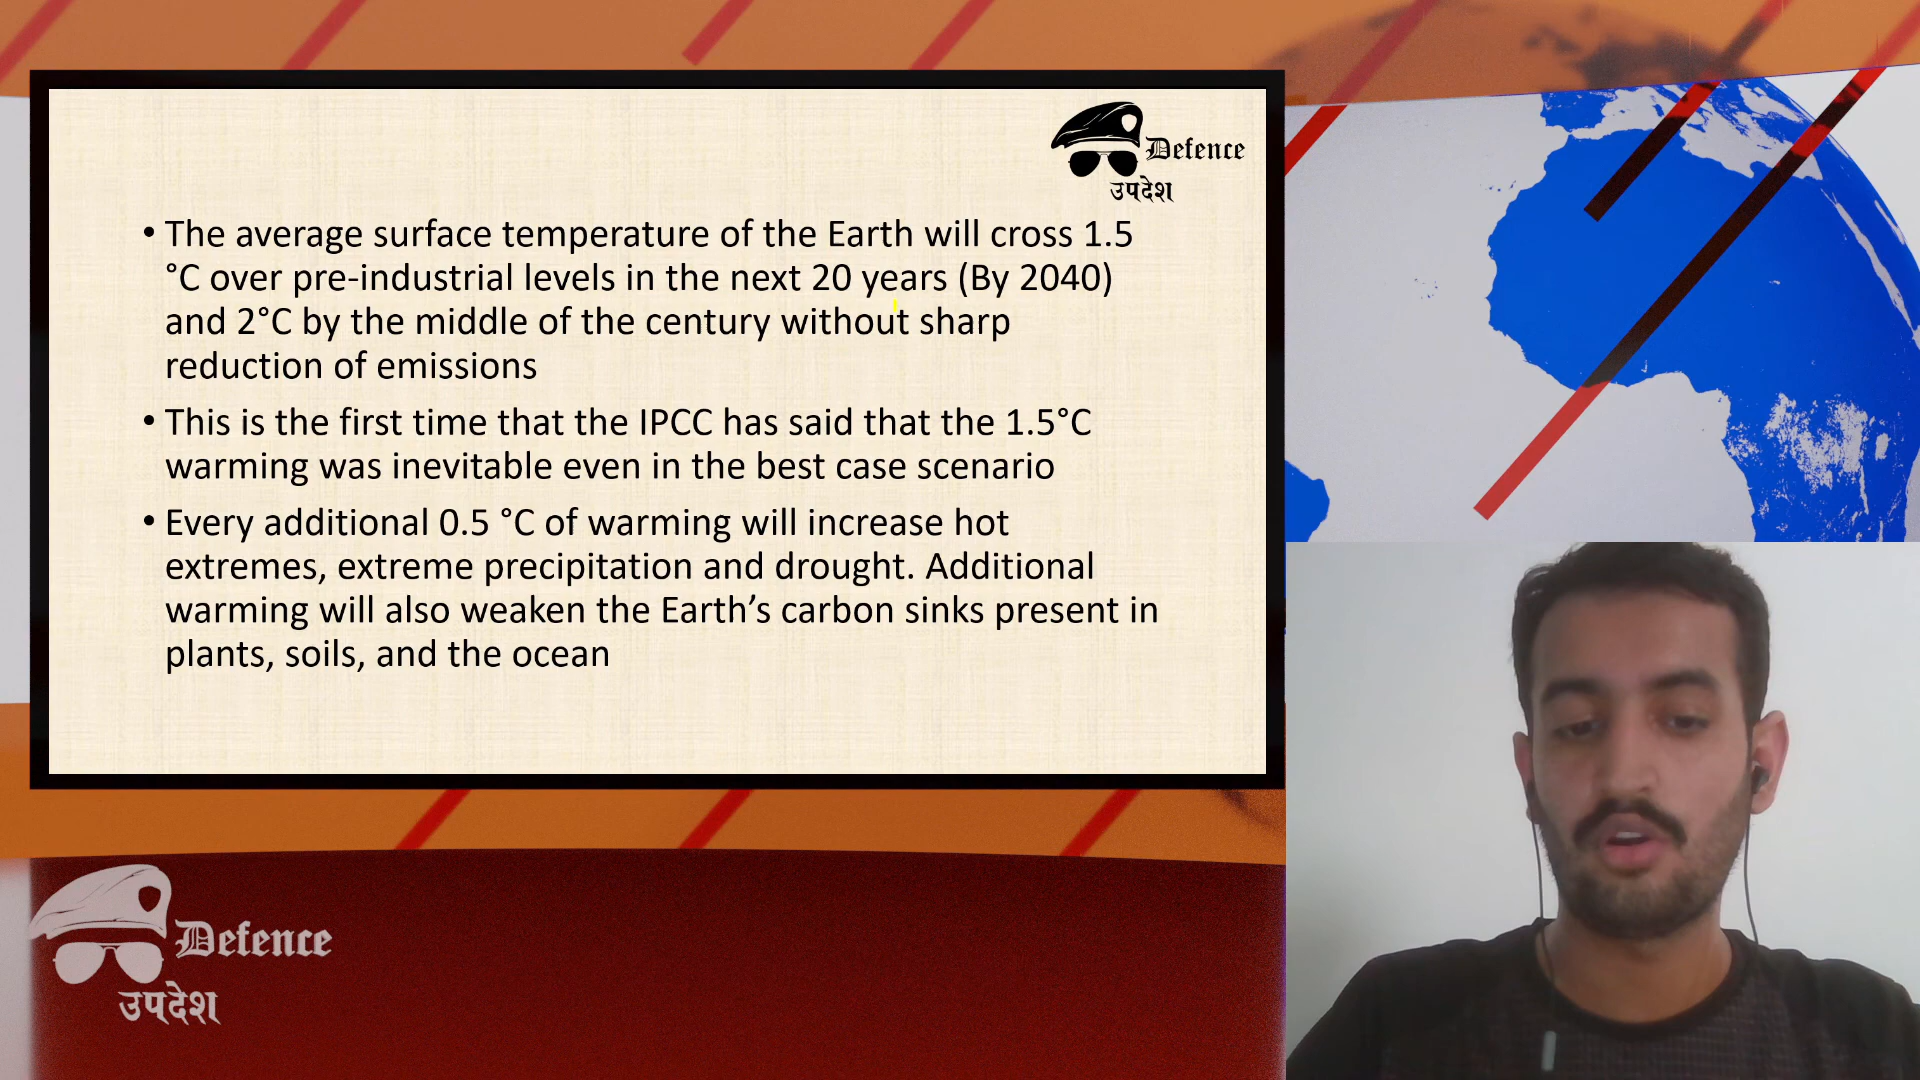 Defence
उपदेश
• The average surface temperature of the Earth will cross 1.5
°C over pre-industrial levels in the next 20 years (By 2040)
and 2°C by the middle of the century without sharp
reduction of emissions
• This is the first time that the IPCC has said that the 1.5°C
warming was inevitable even in the best case scenario
• Every additional 0.5 °C of warming will increase hot
extremes, extreme precipitation and drought. Additional
warming will also weaken the Earth’s carbon sinks present in
plants, soils, and the ocean
Defence
उपदेश